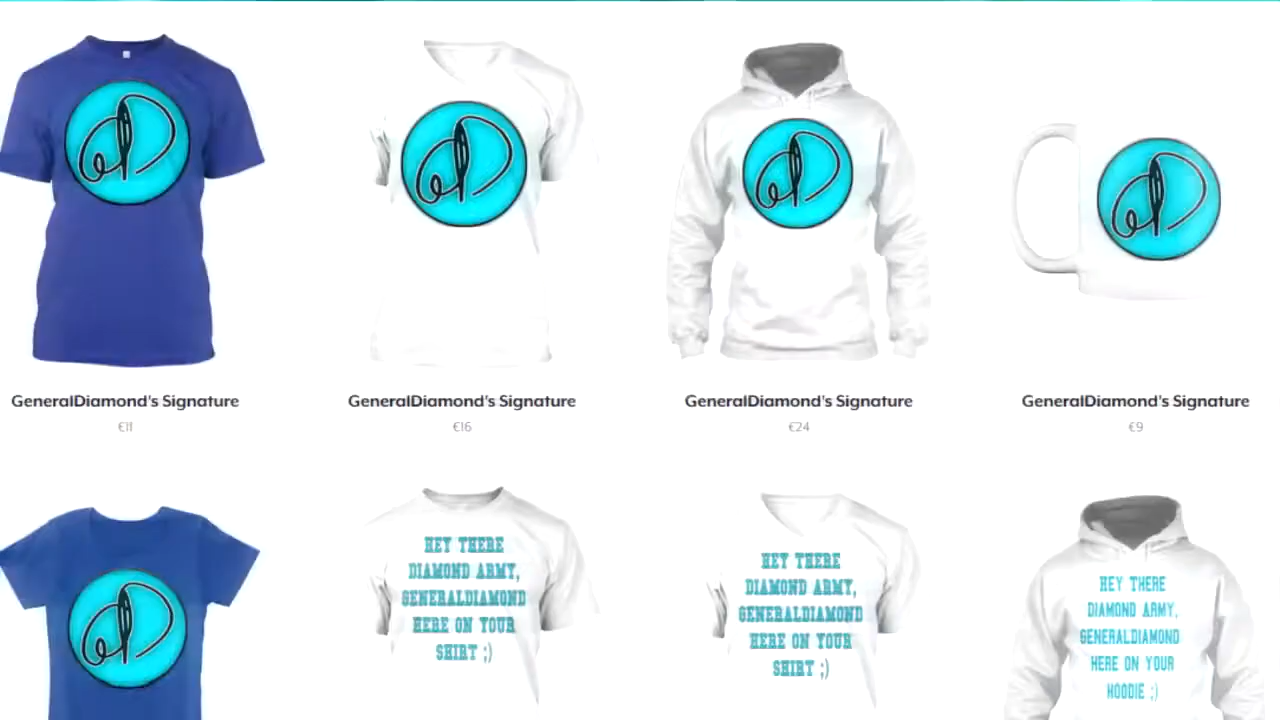 GeneralDiamond's Signature
€11
GeneralDiamond's Signature
€16
GeneralDiamond's Signature
€24
GeneralDiamond's Signature
€9
HEY THERE
DIAMOND ARMY,
GENERALDIAMOND
HERE ON YOUR
SHIRT ;)
HEY THERE
DIAMOND ARMY,
GENERALDIAMOND
HERE ON YOUR
SHIRT ;)
HEY THERE
DIAMOND ARMY,
GENERALDIAMOND
HERE ON YOUR
HOODIE ;)